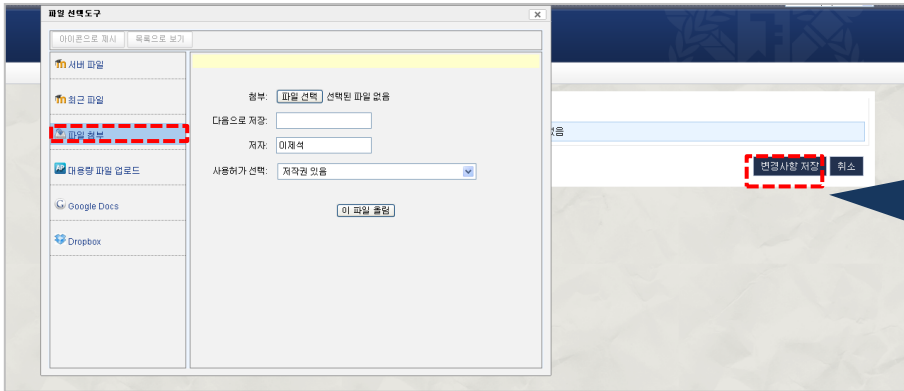 파일 선택도구
아이콘으로 제시 목록으로 보기
서버 파일
최근 파일
파일 첨부
대용량 파일 업로드
Google Docs
Dropbox
첨부: 파일 선택 선택된 파일 없음
다음으로 저장:
저자: 이제석
사용허가 선택: 저작권 있음
이 파일 올림
없음
변경사항 저장 취소